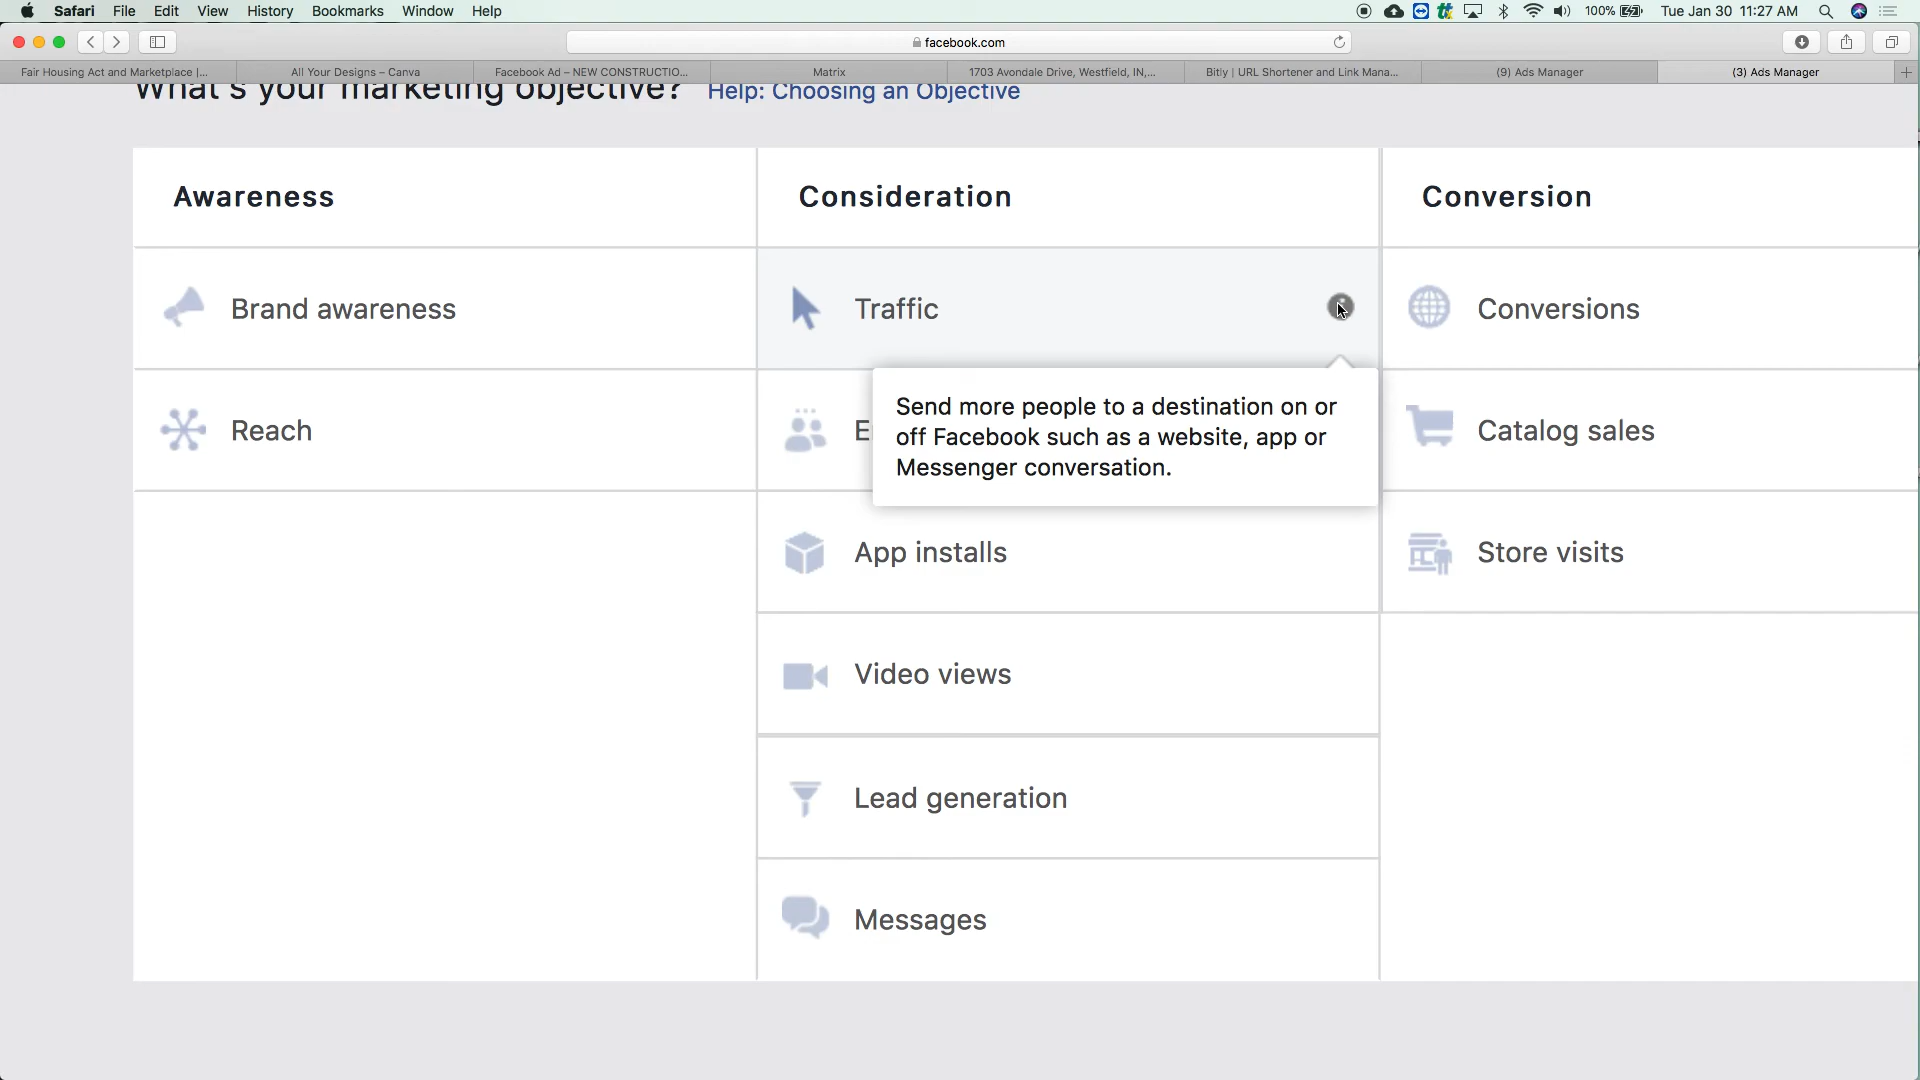 Safari File Edit View History Bookmarks Window Help 100% Tue Jan 30 11:27 AM
facebook.com
Fair Housing Act and Marketplace |... All Your Designs – Canva Facebook Ad – NEW CONSTRUCTIO... Matrix 1703 Avondale Drive, Westfield, IN,... Bitly | URL Shortener and Link Mana... (9) Ads Manager (3) Ads Manager
What's your marketing objective? Help: Choosing an Objective
Awareness Consideration Conversion
Brand awareness Traffic Conversions
Send more people to a destination on or
off Facebook such as a website, app or
Messenger conversation.
Reach E Catalog sales
App installs Store visits
Video views
Lead generation
Messages